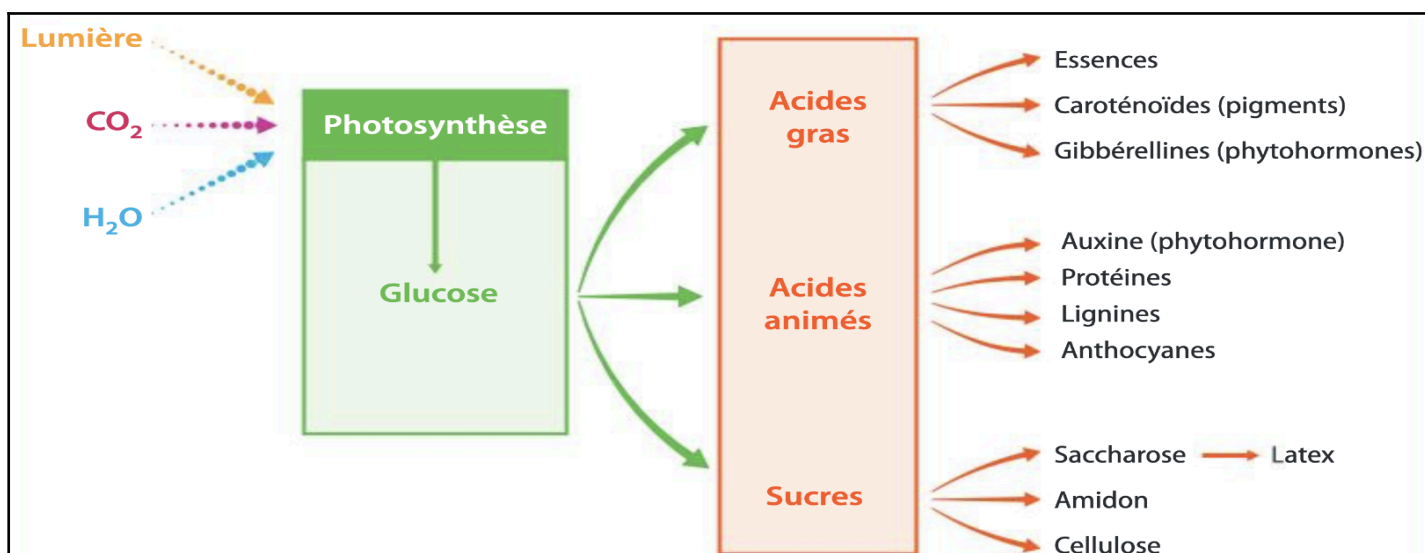 Lumière
CO₂
H₂O
Photosynthèse
Glucose
Acides
gras
Acides
animés
Sucres
Essences
Caroténoïdes (pigments)
Gibbérellines (phytohormones)
Auxine (phytohormone)
Protéines
Lignines
Anthocyanes
Saccharose
Latex
Amidon
Cellulose